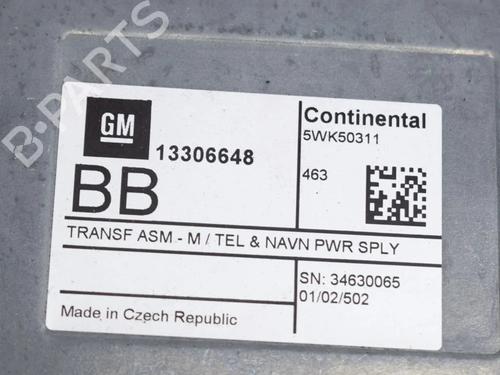 B-PARTS
GM
13306648
BB
Continental
5WK50311
463
TRANSF ASM - M / TEL & NAVN PWR SPLY
SN: 34630065
01/02/502
Made in Czech Republic